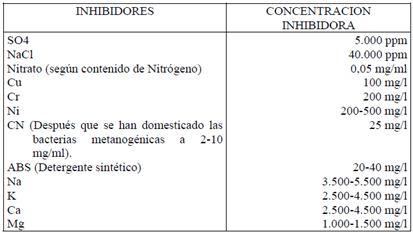 INHIBIDORES CONCENTRACION
INHIBIDORA
SO4 5.000 ppm
NaCl 40.000 ppm
Nitrato (según contenido de Nitrógeno) 0,05 mg/ml
Cu 100 mg/l
Cr 200 mg/l
Ni 200-500 mg/l
CN (Después que se han domesticado las 25 mg/l
bacterias metanogénicas a 2-10
mg/ml).
ABS (Detergente sintético) 20-40 mg/l
Na 3.500-5.500 mg/l
K 2.500-4.500 mg/l
Ca 2.500-4.500 mg/l
Mg 1.000-1.500 mg/l